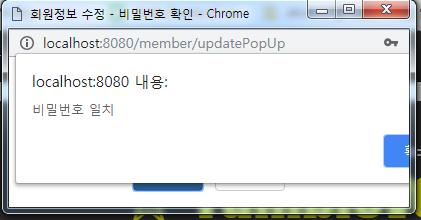 회원정보 수정 - 비밀번호 확인 - Chrome
localhost:8080/member/updatePopUp
localhost:8080 내용:
비밀번호 일치